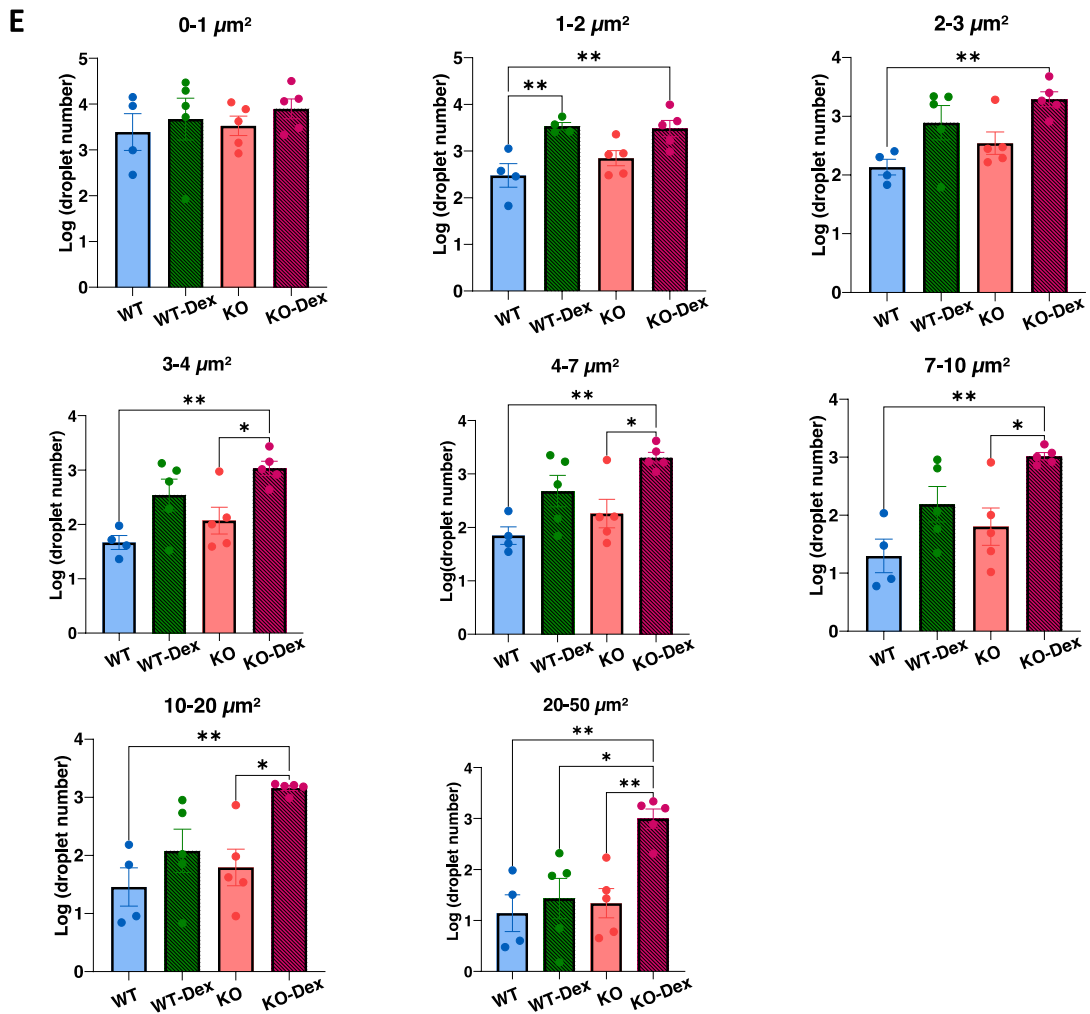 E
0-1 µm²
Log (droplet number)
5
4
3
2
1
0
WT
WT-Dex
KO
KO-Dex
1-2 µm²
Log (droplet number)
5
4
3
2
1
0
**
**
WT
WT-Dex
KO
KO-Dex
2-3 µm²
Log (droplet number)
4
3
2
1
0
**
WT
WT-Dex
KO
KO-Dex
3-4 µm²
Log (droplet number)
4
3
2
1
0
**
*
WT
WT-Dex
KO
KO-Dex
4-7 µm²
Log(droplet number)
4
3
2
1
0
**
*
WT
WT-Dex
KO
KO-Dex
7-10 µm²
Log (droplet number)
4
3
2
1
0
**
*
WT
WT-Dex
KO
KO-Dex
10-20 µm²
Log (droplet number)
4
3
2
1
0
**
*
WT
WT-Dex
KO
KO-Dex
20-50 µm²
Log (droplet number)
4
3
2
1
0
**
*
**
WT
WT-Dex
KO
KO-Dex